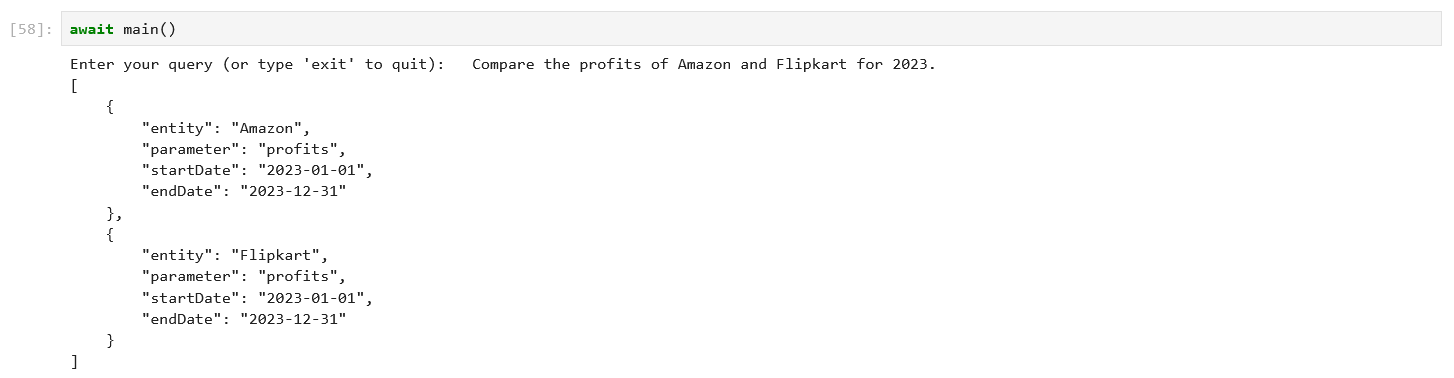 [58]: await main()
Enter your query (or type 'exit' to quit):   Compare the profits of Amazon and Flipkart for 2023.
[
    {
        "entity": "Amazon",
        "parameter": "profits",
        "startDate": "2023-01-01",
        "endDate": "2023-12-31"
    },
    {
        "entity": "Flipkart",
        "parameter": "profits",
        "startDate": "2023-01-01",
        "endDate": "2023-12-31"
    }
]